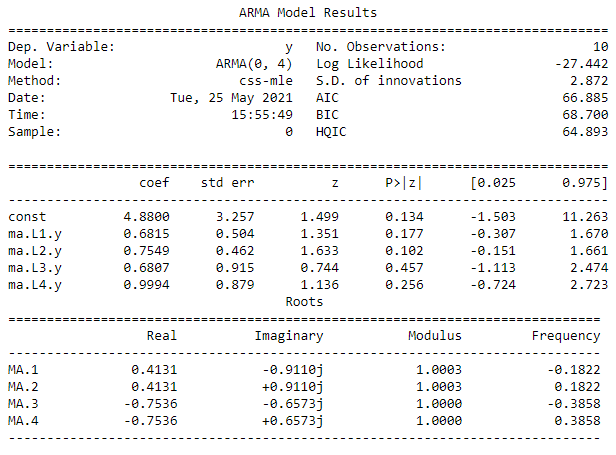 ARMA Model Results
==============================================================================
Dep. Variable:                      y   No. Observations:                   10
Model:                     ARMA(0, 4)   Log Likelihood                 -27.442
Method:                       css-mle   S.D. of innovations              2.872
Date:                Tue, 25 May 2021   AIC                             66.885
Time:                        15:55:49   BIC                             68.700
Sample:                             0   HQIC                            64.893
==============================================================================
                 coef    std err          z      P>|z|      [0.025      0.975]
------------------------------------------------------------------------------
const          4.8800      3.257      1.499      0.134      -1.503      11.263
ma.L1.y        0.6815      0.504      1.351      0.177      -0.307       1.670
ma.L2.y        0.7549      0.462      1.633      0.102      -0.151       1.661
ma.L3.y        0.6807      0.915      0.744      0.457      -1.113       2.474
ma.L4.y        0.9994      0.879      1.136      0.256      -0.724       2.723
                                    Roots
=============================================================================
                  Real          Imaginary           Modulus         Frequency
-----------------------------------------------------------------------------
MA.1            0.4131           -0.9110j            1.0003           -0.1822
MA.2            0.4131           +0.9110j            1.0003            0.1822
MA.3           -0.7536           -0.6573j            1.0000           -0.3858
MA.4           -0.7536           +0.6573j            1.0000            0.3858
-----------------------------------------------------------------------------